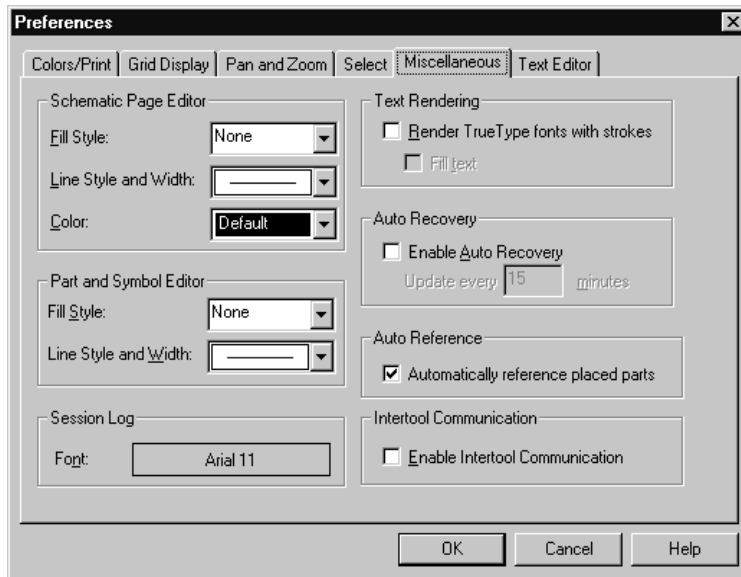 Preferences
Colors/Print
Grid Display
Pan and Zoom
Select
Miscellaneous
Text Editor
Schematic Page Editor
Fill Style:
None
Line Style and Width:
Color:
Default
Part and Symbol Editor
Fill Style:
None
Line Style and Width:
Session Log
Font:
Arial 11
Text Rendering
Render TrueType fonts with strokes
Fill text
Auto Recovery
Enable Auto Recovery
Update every 15 minutes
Auto Reference
Automatically reference placed parts
Intertool Communication
Enable Intertool Communication
OK
Cancel
Help